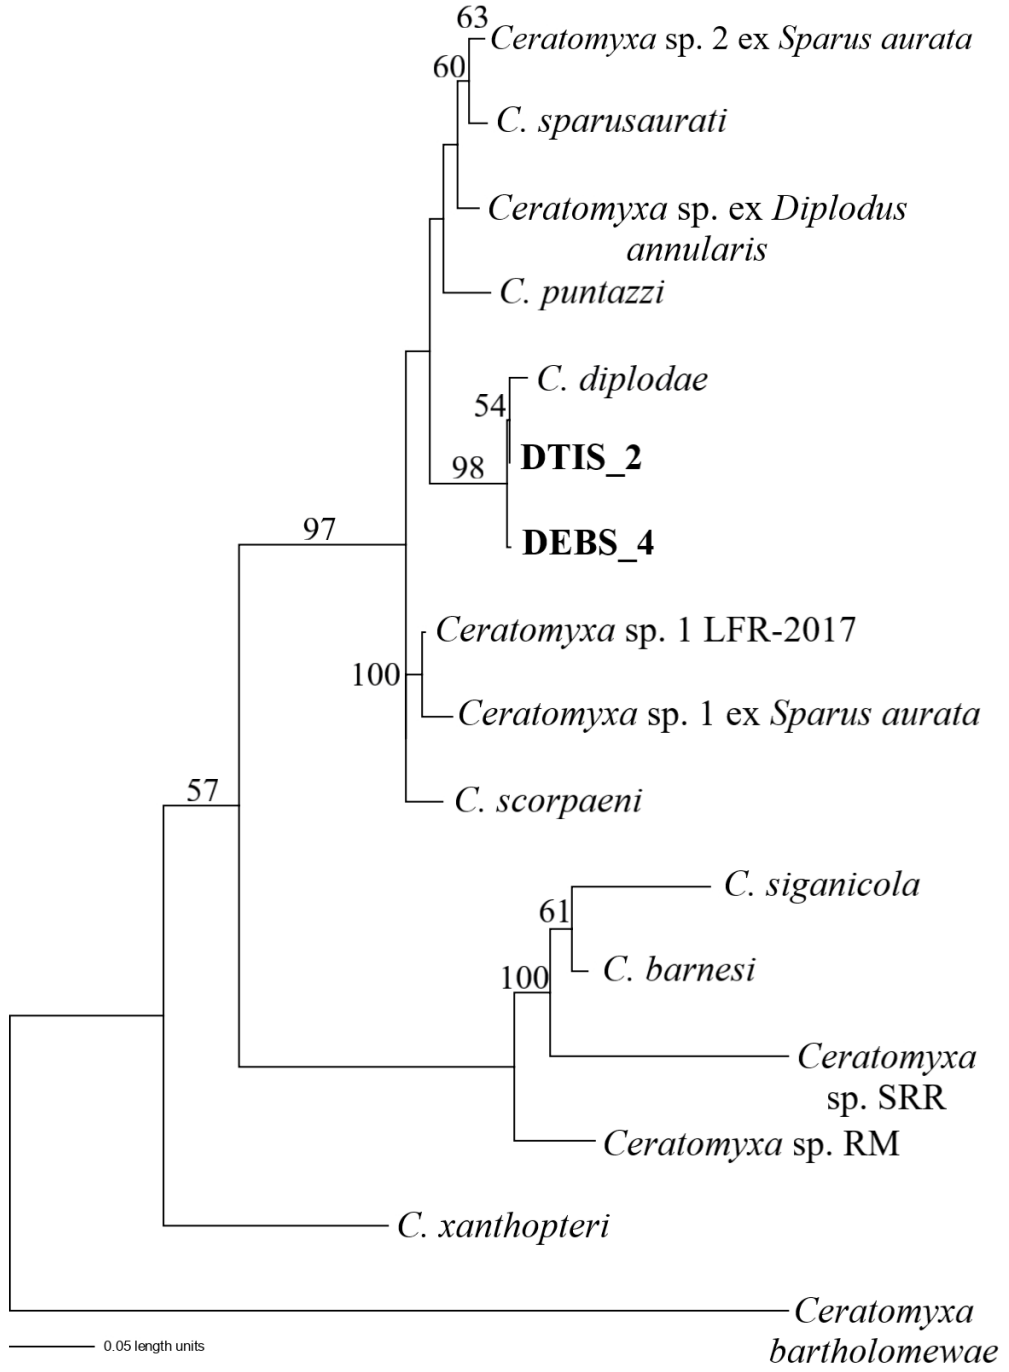 63
Ceratomyxa sp. 2 ex Sparus aurata
60
C. sparusaurati
Ceratomyxa sp. ex Diplodus
annularis
C. puntazzi
C. diplodae
54
DTIS_2
98
DEBS_4
97
Ceratomyxa sp. 1 LFR-2017
100
Ceratomyxa sp. 1 ex Sparus aurata
57
C. scorpaeni
C. siganicola
61
C. barnesi
100
Ceratomyxa
sp. SRR
Ceratomyxa sp. RM
C. xanthopteri
Ceratomyxa
bartholomewae
0.05 length units